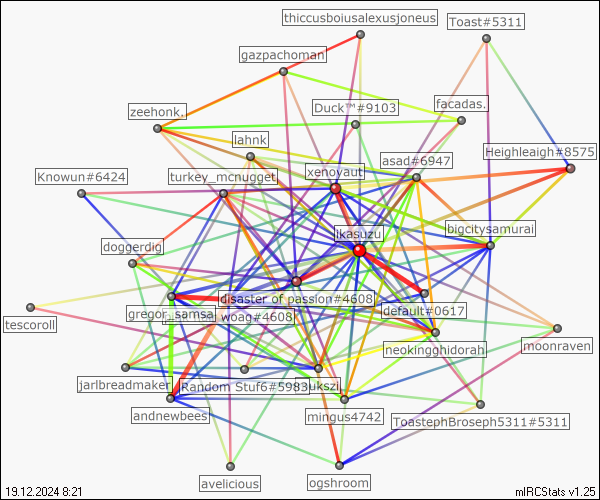 thiccusboiusalexusjoneus
Toast#5311
gazpachoman
facadas.
Duck™#9103
zeehonk.
lahnk
Heighleaigh#8575
asad#6947
xenoyaut
Knowun#6424
turkey_mcnugget.
bigcitysamurai
ikasuzu
doggerdig
disaster of passion#4608
gregor_samsa.
woag#4608
default#0617
tescoroll
neokingghidorah
moonraven
jarlbreadmaker
Random Stuf6#5983
ukszi
andnewbees
mingus4742
ToastephBroseph5311#5311
avelicious
ogshroom
19.12.2024 8:21
mIRCStats v1.25